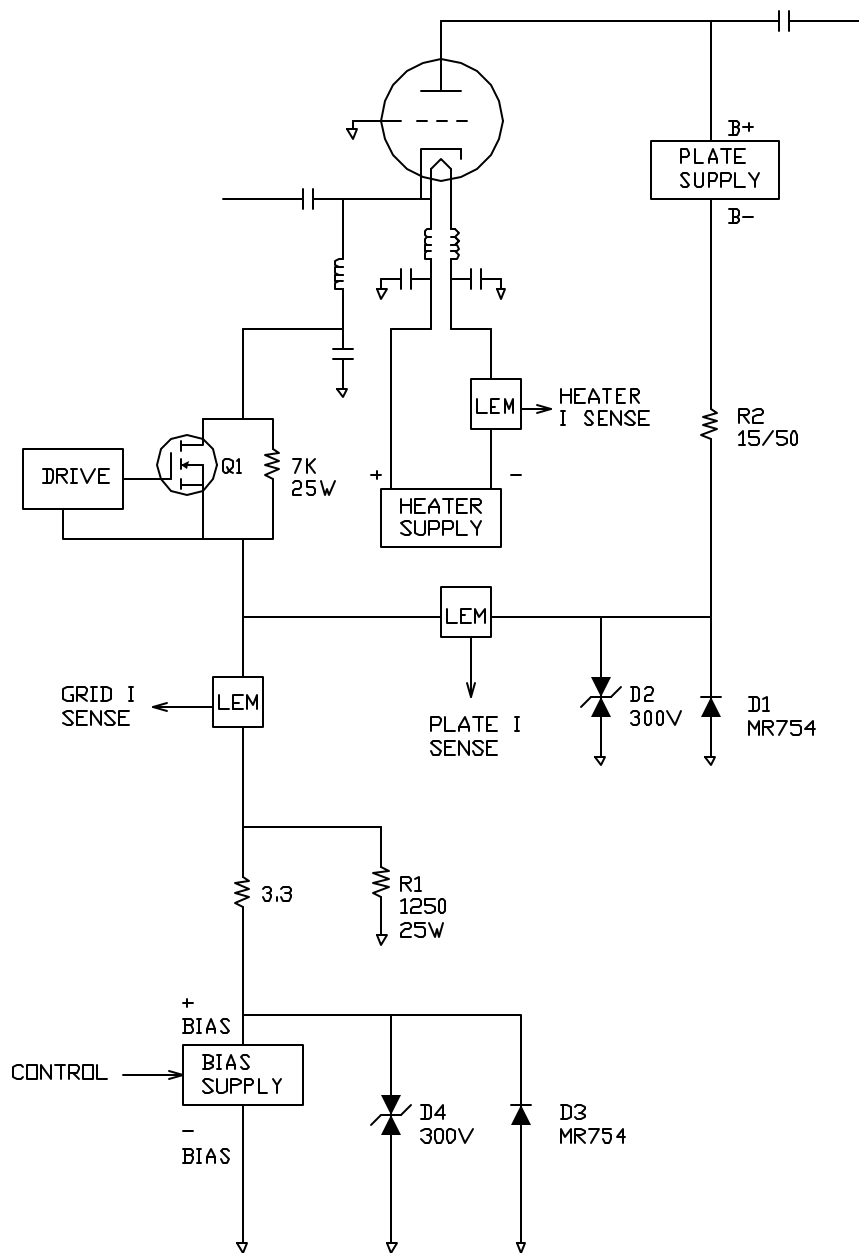 B+
PLATE
SUPPLY
B-
HEATER
I SENSE
LEM
R2
15/50
DRIVE
Q1
7K
25W
+
-
HEATER
SUPPLY
LEM
GRID I
SENSE
LEM
PLATE I
SENSE
D2
300V
D1
MR754
3.3
R1
1250
25W
+
BIAS
CONTROL
BIAS
SUPPLY
-
BIAS
D4
300V
D3
MR754